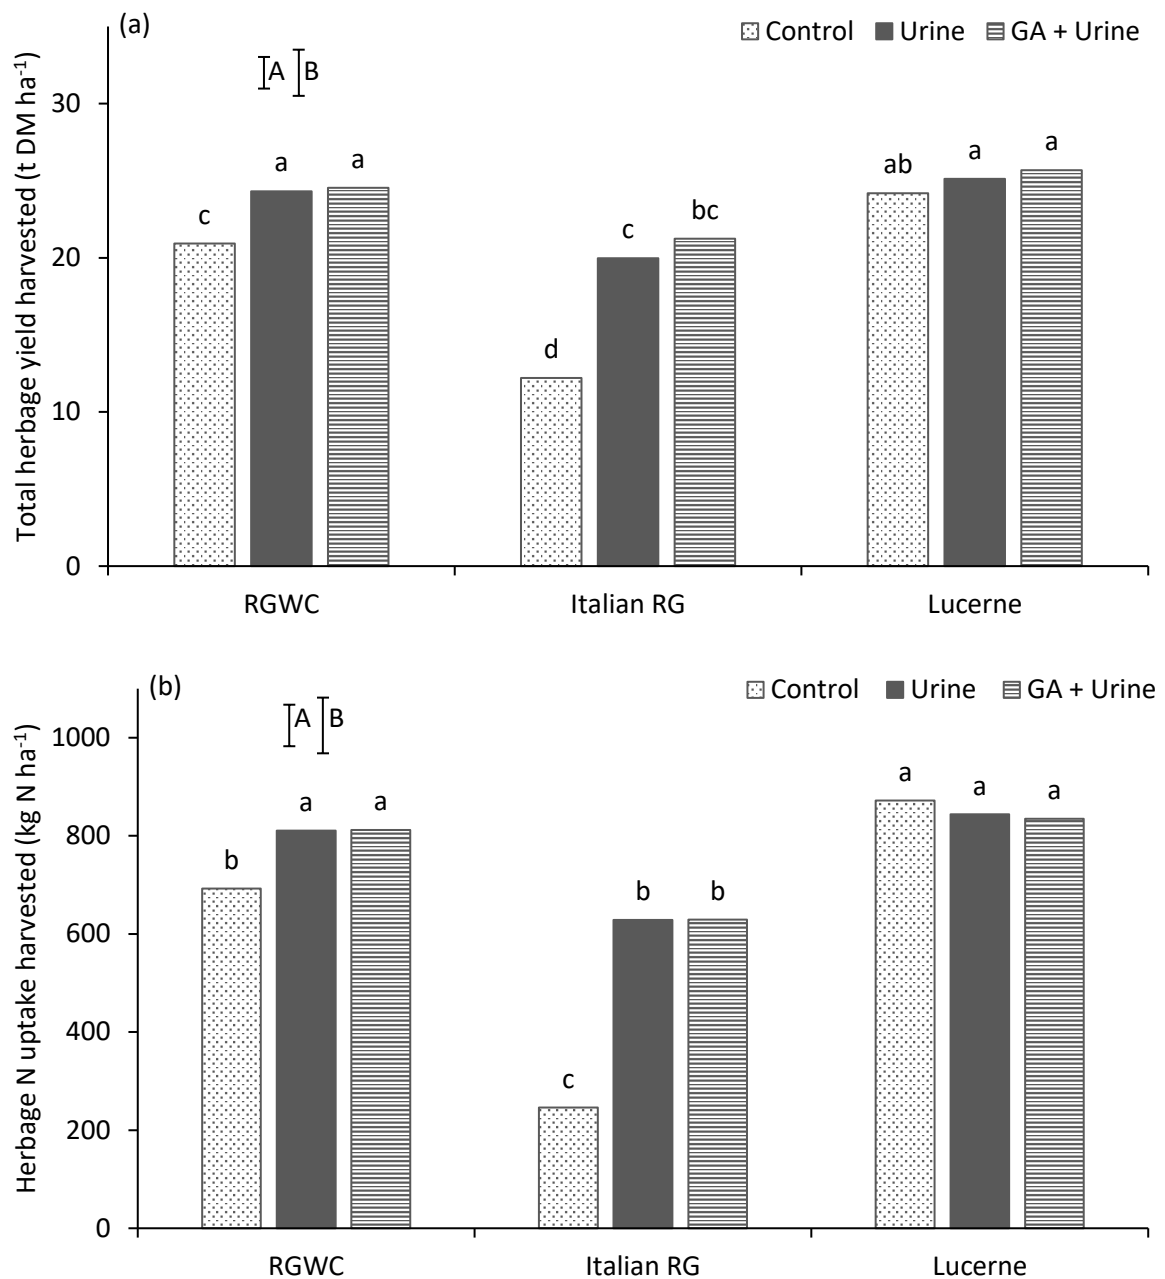 (a)
Control Urine GA + Urine
A B
Total herbage yield harvested (t DM ha⁻¹)
30
20
10
0
c a a
d c bc
ab a a
RGWC Italian RG Lucerne
(b)
Control Urine GA + Urine
A B
Herbage N uptake harvested (kg N ha⁻¹)
1000
800
600
400
200
0
b a a
c b b
a a a
RGWC Italian RG Lucerne